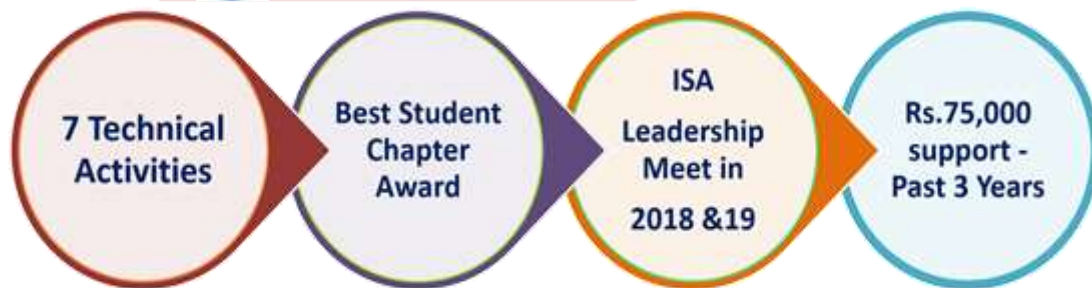 7 Technical
Activities
Best Student
Chapter
Award
ISA
Leadership
Meet in
2018 &19
Rs.75,000
support -
Past 3 Years